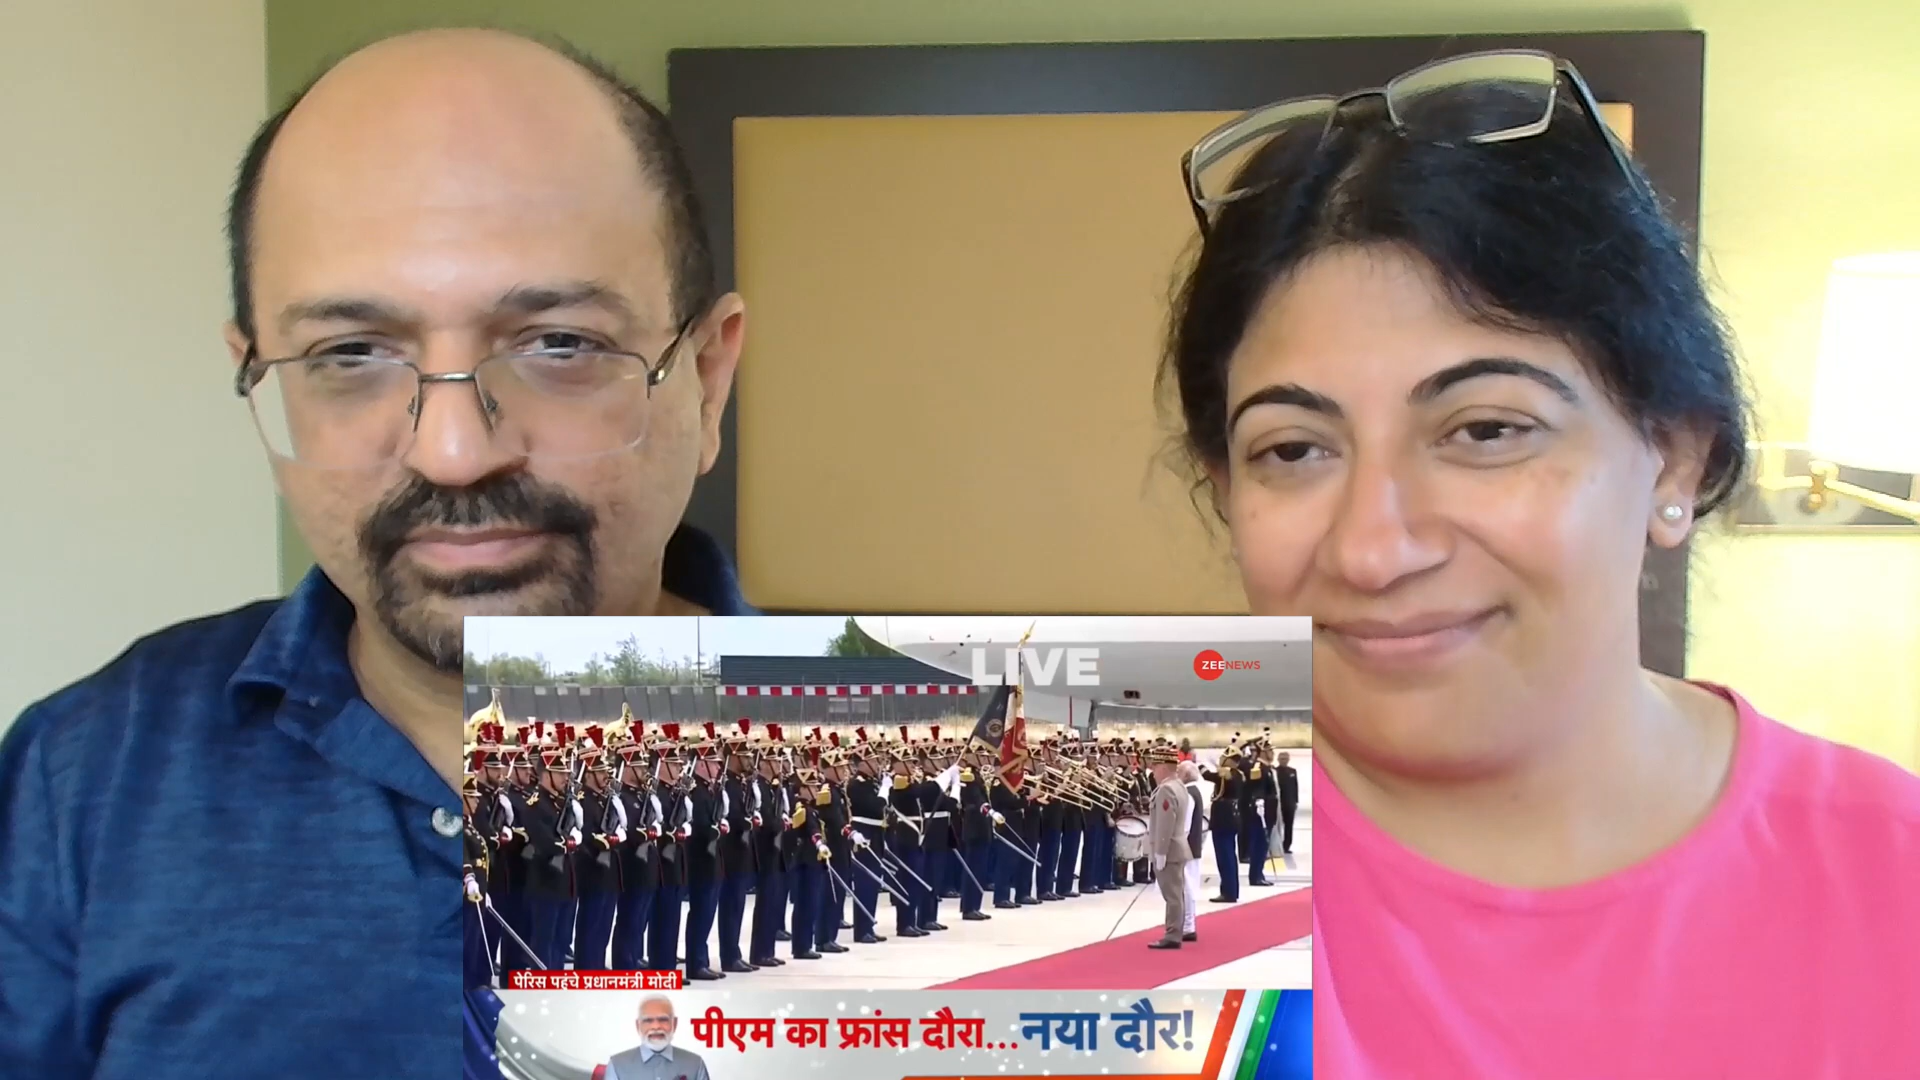 LIVE
ZEE NEWS
पेरिस पहुंचे प्रधानमंत्री मोदी
पीएम का फ्रांस दौरा...नया दौर!